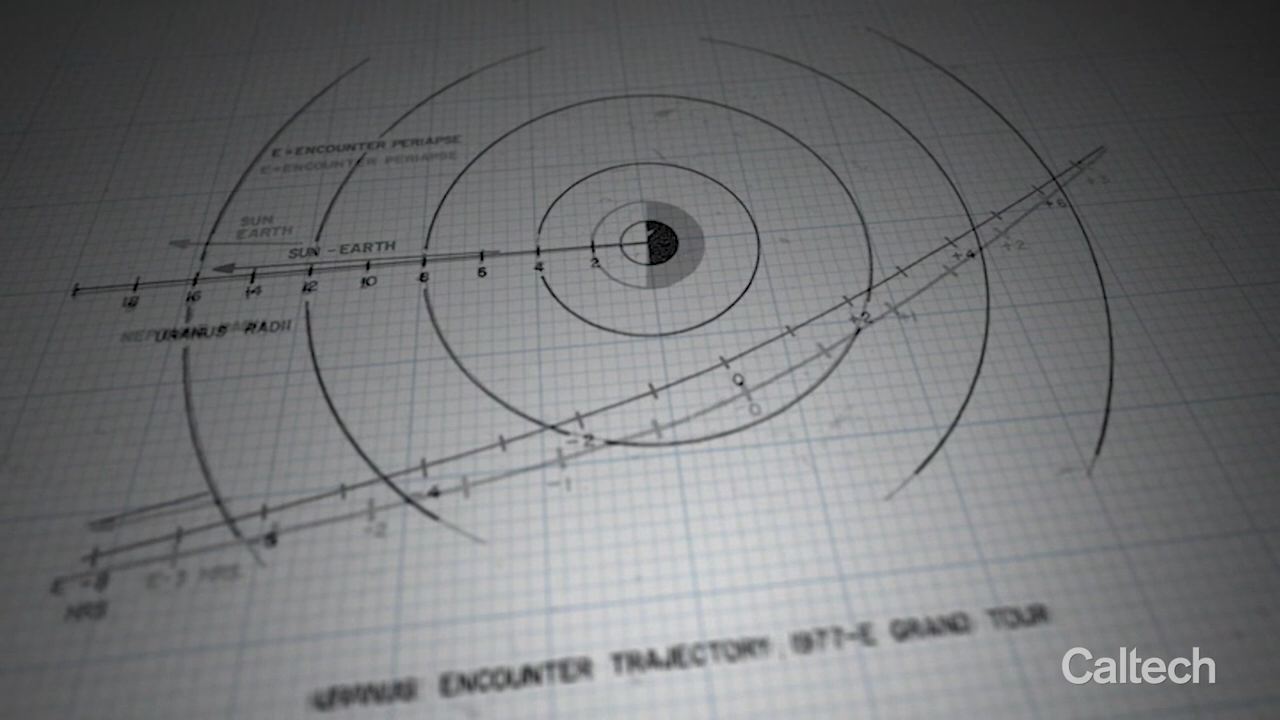 E = ENCOUNTER PERIAPSE
E = ENCOUNTER PERIAPSE
SUN
EARTH
SUN - EARTH
18 16 14 12 10 8 5 4 2
URANUS RADII
+6
+4 +2
+2 +1
0
0
-2
-1
-4
-2
E-3 HRS
HRS
ENCOUNTER TRAJECTORY 1977-E GRAND TOUR
Caltech